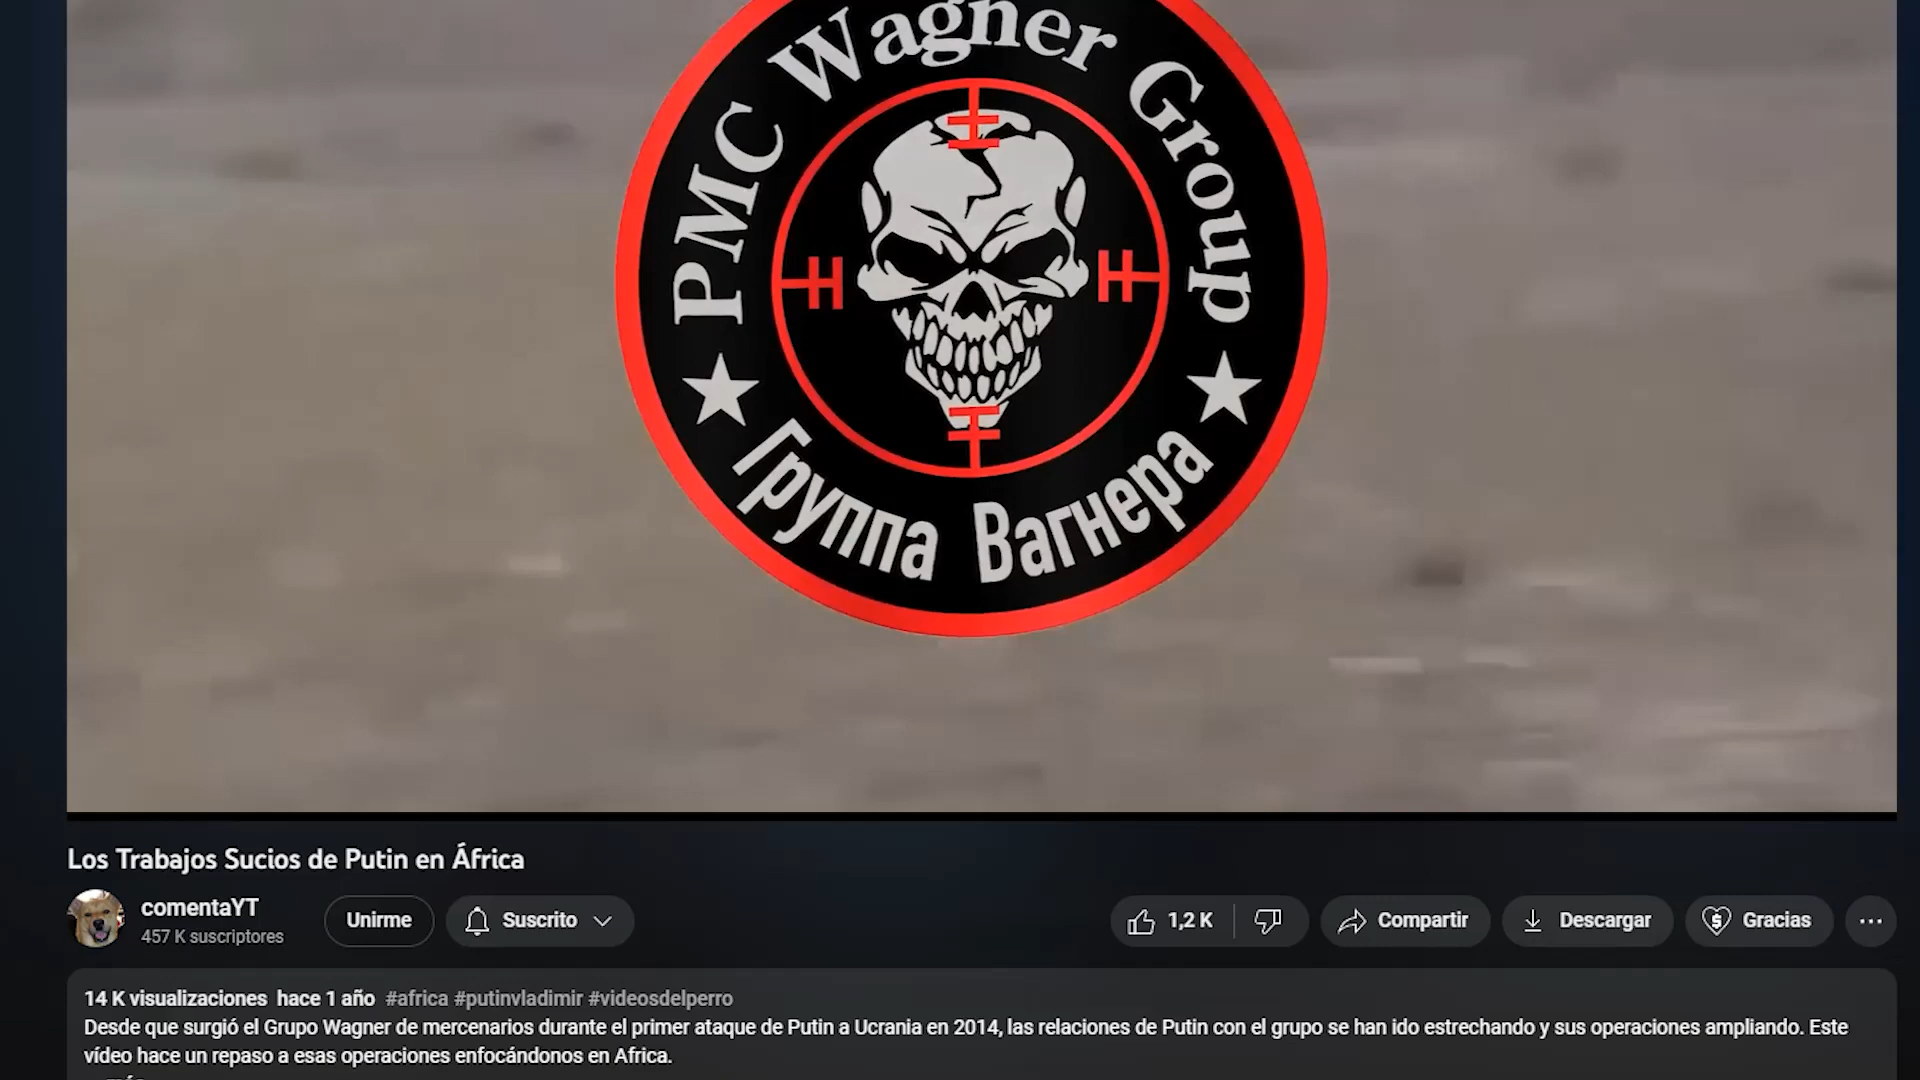 PMC Wagner Group
Группа Вагнера
Los Trabajos Sucios de Putin en África
comentaYT
457 K suscriptores
Unirme
Suscrito
1,2 K
Compartir
Descargar
Gracias
14 K visualizaciones hace 1 año #africa #putinvladimir #videosdelperro
Desde que surgió el Grupo Wagner de mercenarios durante el primer ataque de Putin a Ucrania en 2014, las relaciones de Putin con el grupo se han ido estrechando y sus operaciones ampliando. Este
vídeo hace un repaso a esas operaciones enfocándonos en Africa.